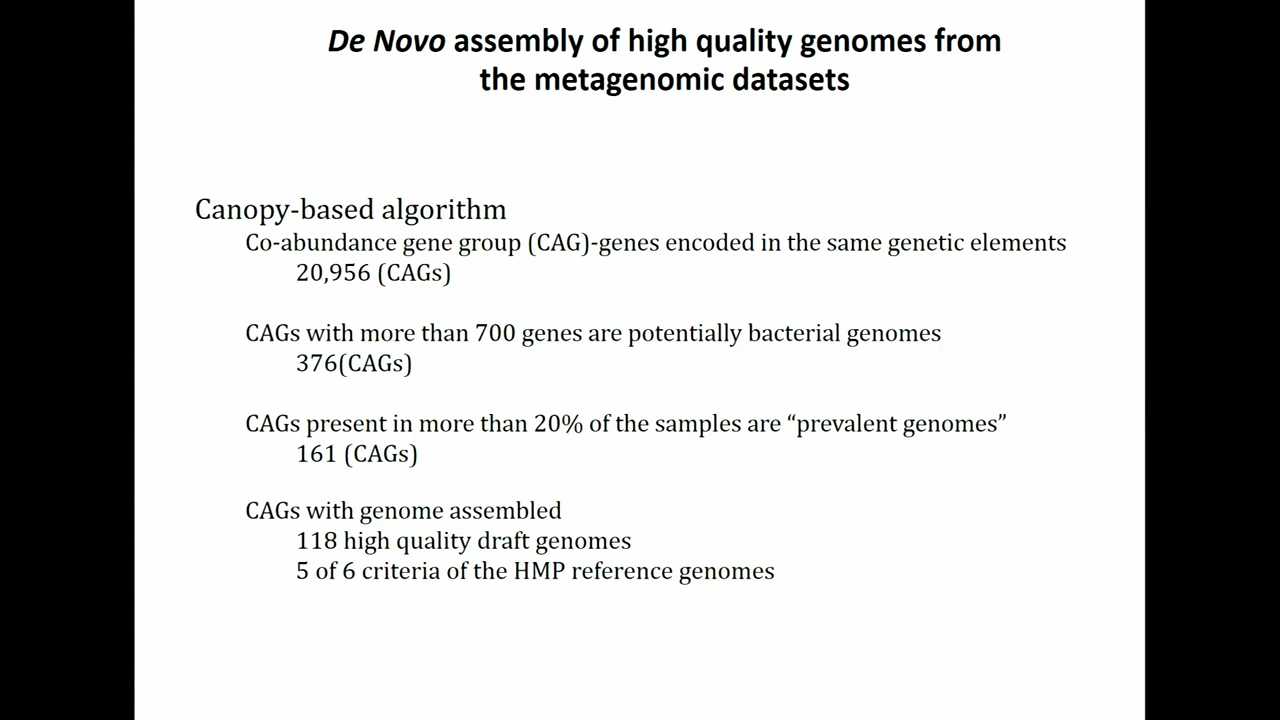 De Novo assembly of high quality genomes from
the metagenomic datasets
Canopy-based algorithm
Co-abundance gene group (CAG)-genes encoded in the same genetic elements
20,956 (CAGs)
CAGs with more than 700 genes are potentially bacterial genomes
376(CAGs)
CAGs present in more than 20% of the samples are “prevalent genomes”
161 (CAGs)
CAGs with genome assembled
118 high quality draft genomes
5 of 6 criteria of the HMP reference genomes